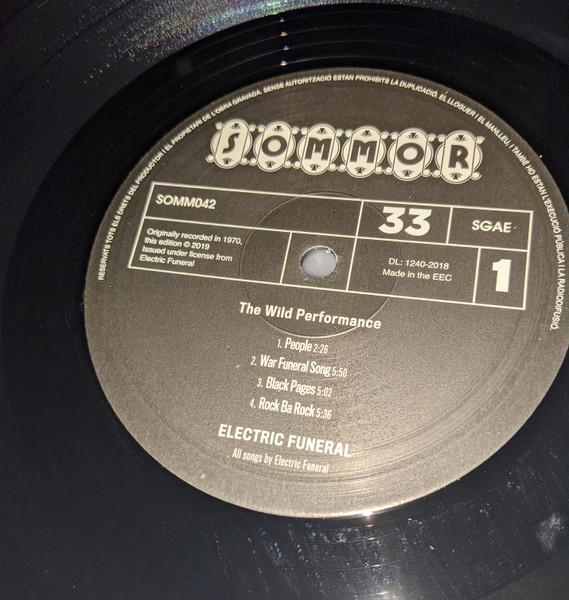 RESERVATS TOTS ELS DRETS DEL PRODUCTOR I EL PROPIETARI DE L'OBRA GRAVADA. SENSE AUTORITZACIÓ ESTAN PROHIBITS LA DUPLICACIÓ, EL LLOGUER I EL MANLLEU, I TAMBÉ HO ESTAN L'EXECUCIÓ PÚBLICA I LA RADIODIFUSIÓ.
SOMMOR
SOMM042
33
SGAE
Originally recorded in 1970,
this edition © 2019
Issued under license from
Electric Funeral
DL: 1240-2018
Made in the EEC
1
The Wild Performance
1. People 2:26
2. War Funeral Song 5:50
3. Black Pages 5:02
4. Rock Ba Rock 5:36
ELECTRIC FUNERAL
All songs by Electric Funeral